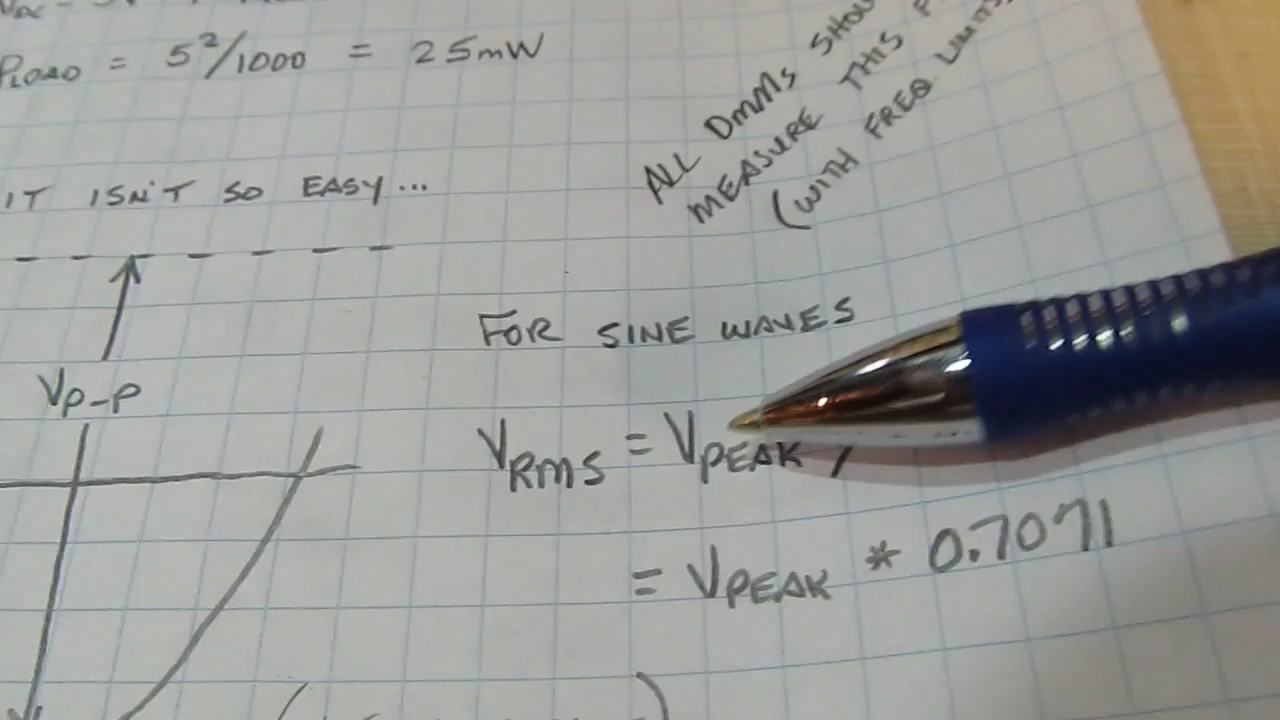 PLOAD = 5²/1000 = 25mW
ALL DMMs
MEASURE THIS
(WITH FREQ
IT ISN'T SO EASY...
FOR SINE WAVES
VP-P
VRMS = VPEAK /
= VPEAK * 0.7071